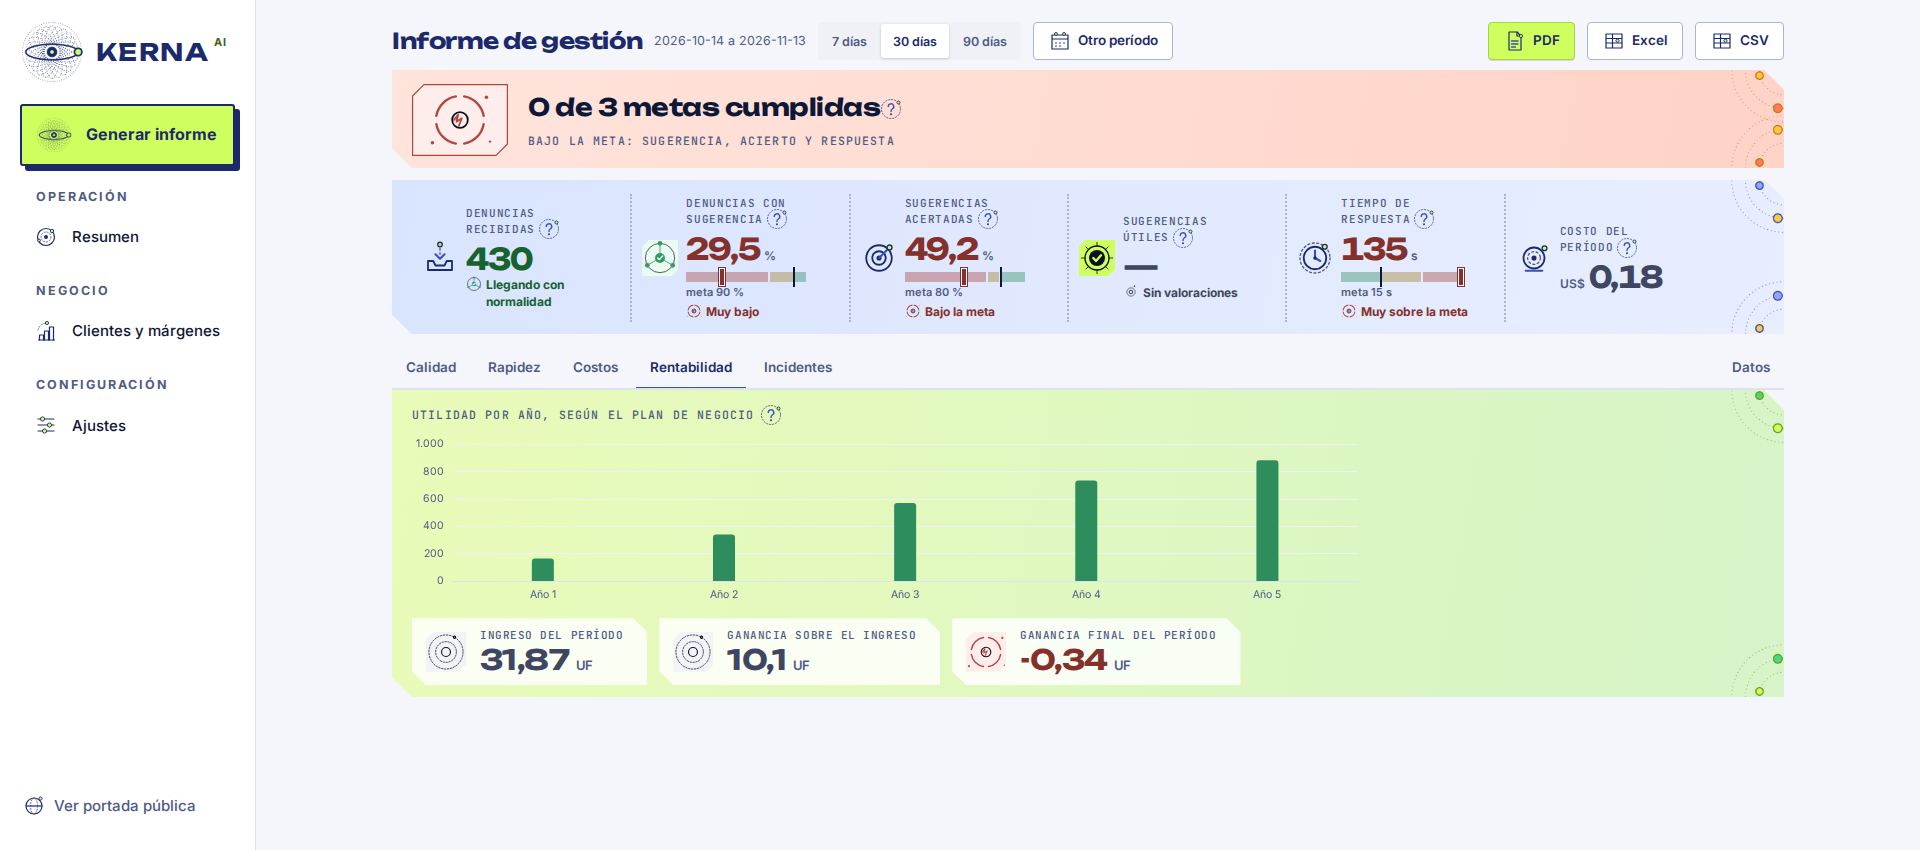 KERNA AI
Generar informe
OPERACIÓN
Resumen
NEGOCIO
Clientes y márgenes
CONFIGURACIÓN
Ajustes
Ver portada pública
Informe de gestión 2026-10-14 a 2026-11-13 7 días 30 días 90 días Otro período PDF Excel CSV
0 de 3 metas cumplidas ?
BAJO LA META: SUGERENCIA, ACIERTO Y RESPUESTA
DENUNCIAS
RECIBIDAS ?
430
Llegando con
normalidad
DENUNCIAS CON
SUGERENCIA ?
29,5 %
meta 90 %
Muy bajo
SUGERENCIAS
ACERTADAS ?
49,2 %
meta 80 %
Bajo la meta
SUGERENCIAS
ÚTILES ?
—
Sin valoraciones
TIEMPO DE
RESPUESTA ?
135 s
meta 15 s
Muy sobre la meta
COSTO DEL
PERÍODO ?
US$ 0,18
Calidad Rapidez Costos Rentabilidad Incidentes Datos
UTILIDAD POR AÑO, SEGÚN EL PLAN DE NEGOCIO ?
1.000
800
600
400
200
0
Año 1 Año 2 Año 3 Año 4 Año 5
INGRESO DEL PERÍODO
31,87 UF
GANANCIA SOBRE EL INGRESO
10,1 UF
GANANCIA FINAL DEL PERÍODO
-0,34 UF